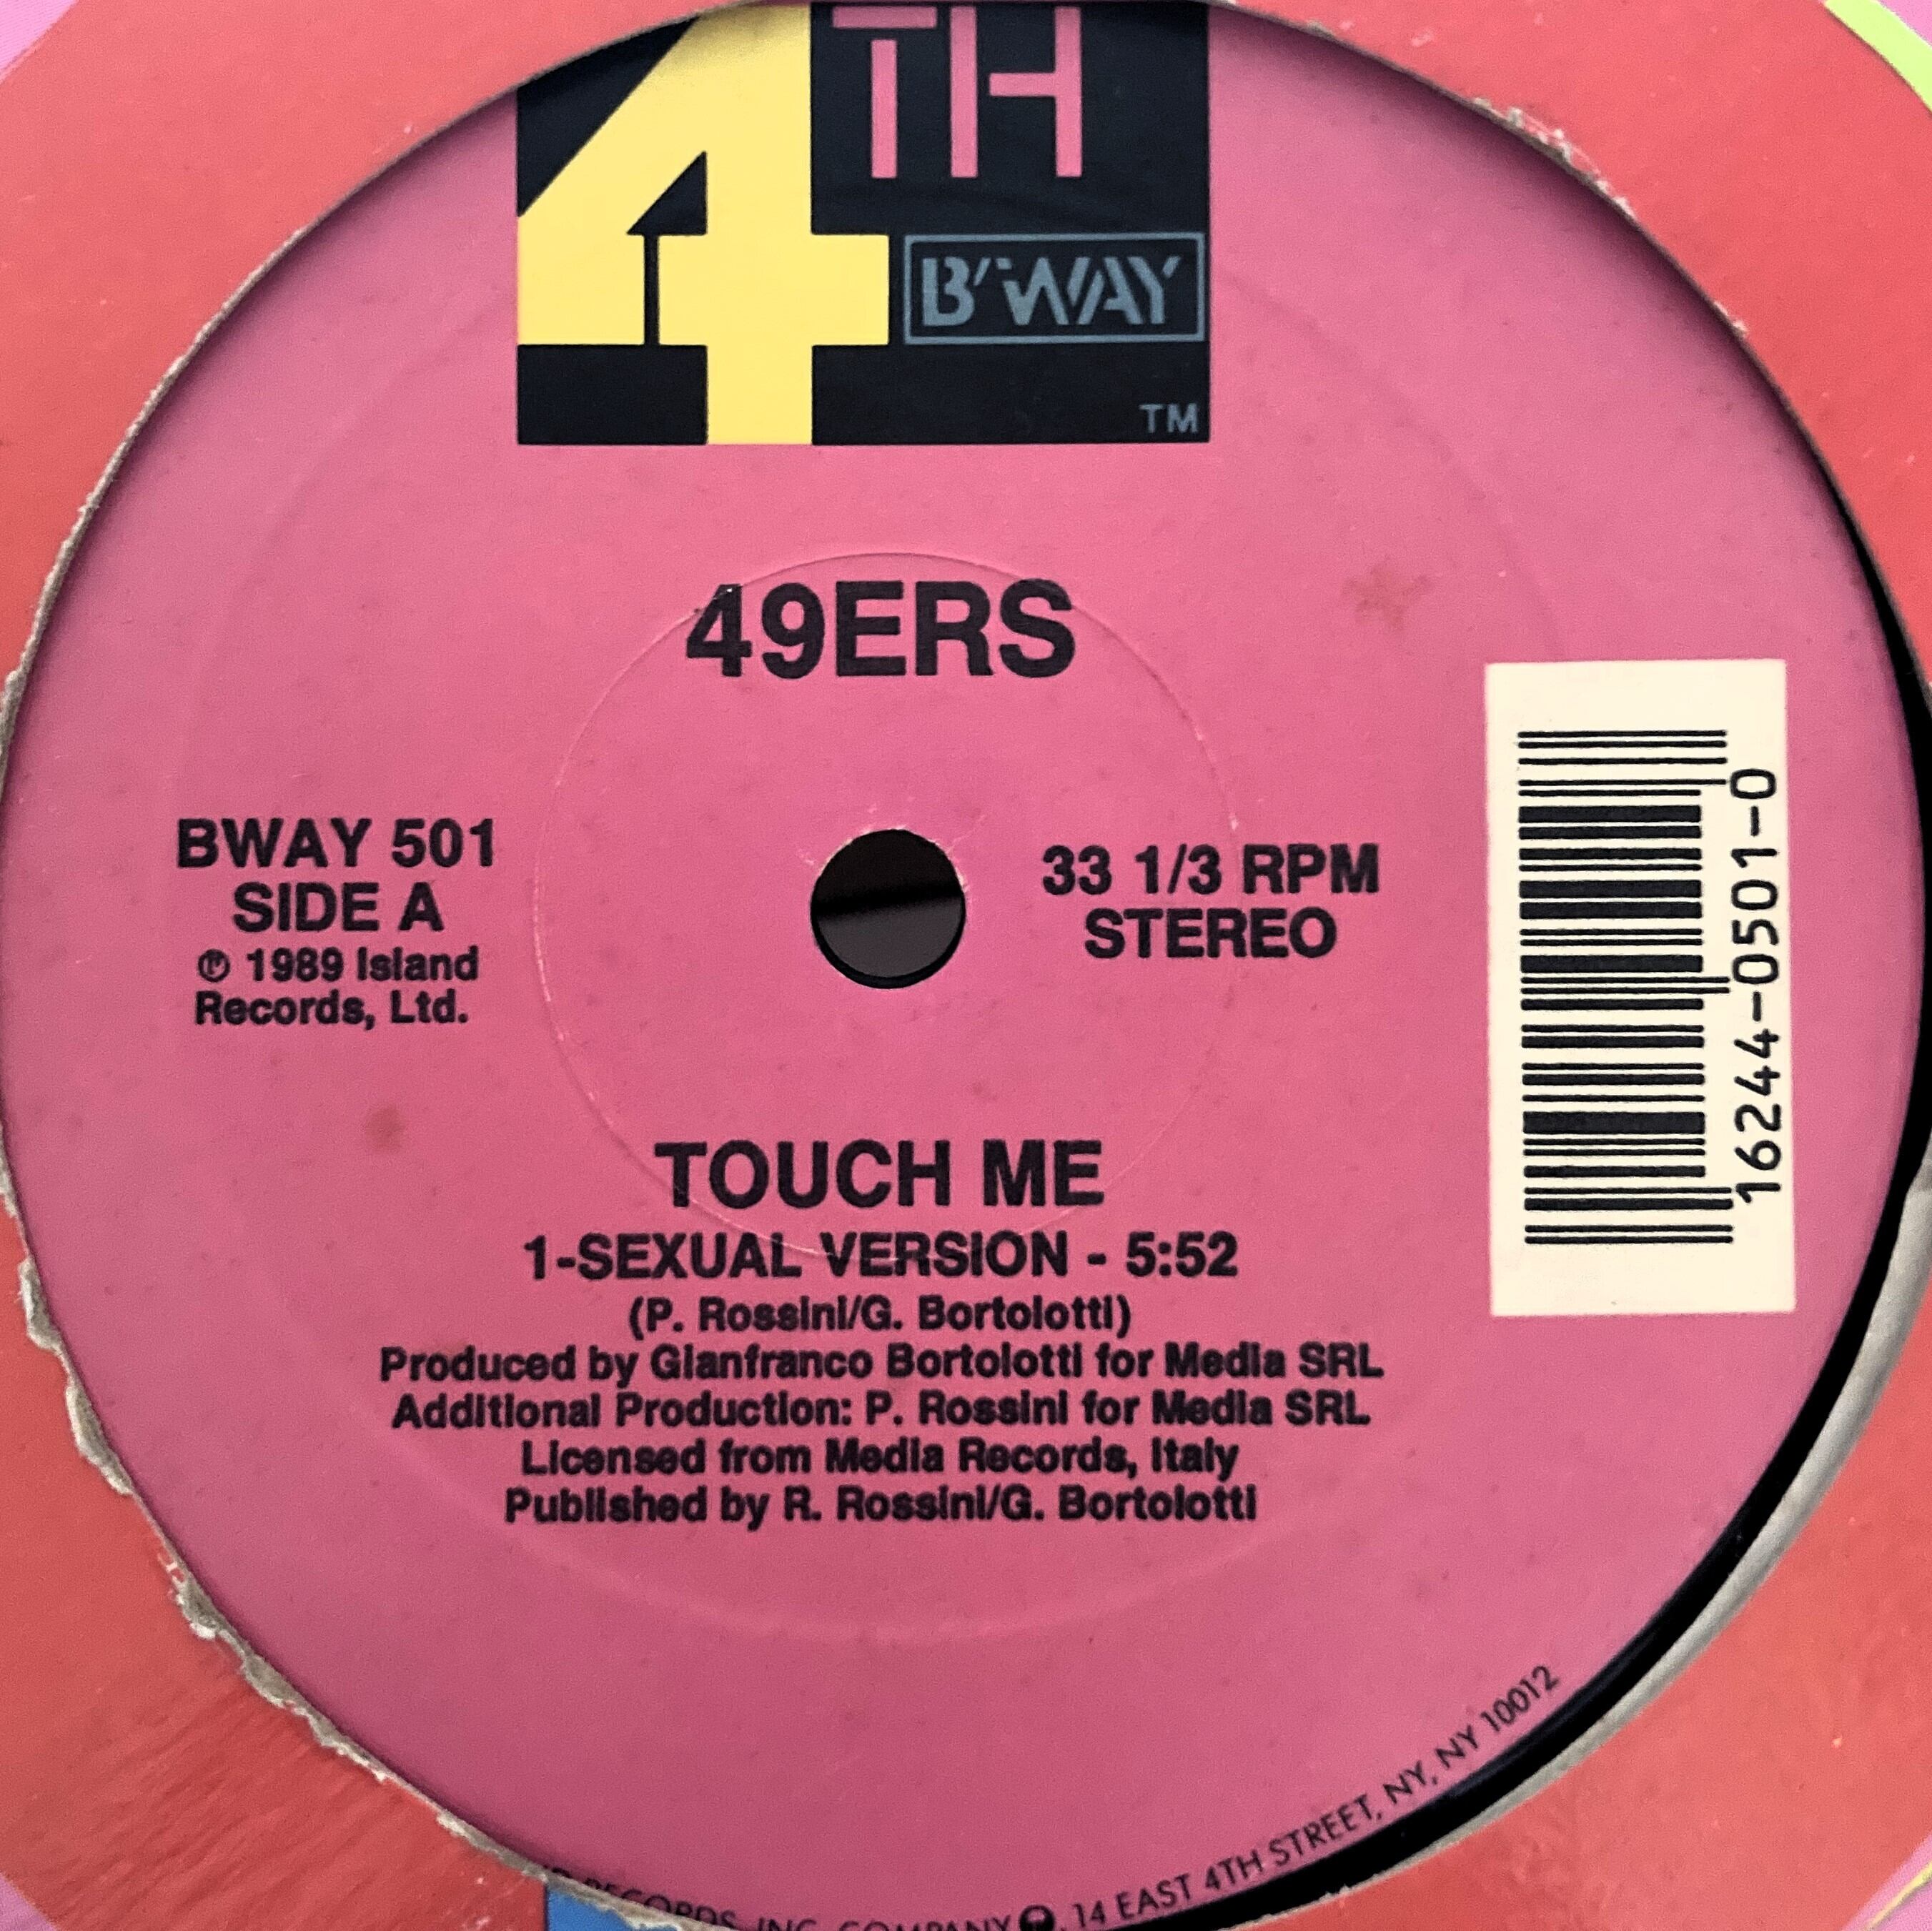 4TH
B'WAY
TM
49ERS
BWAY 501
SIDE A
℗ 1989 Island
Records, Ltd.
33 1/3 RPM
STEREO
16244-0501-0
TOUCH ME
1-SEXUAL VERSION - 5:52
(P. Rossini/G. Bortolotti)
Produced by Gianfranco Bortolotti for Media SRL
Additional Production: P. Rossini for Media SRL
Licensed from Media Records, Italy
Published by R. Rossini/G. Bortolotti
RECORDS, INC. COMPANY 14 EAST 4TH STREET, NY, NY 10012